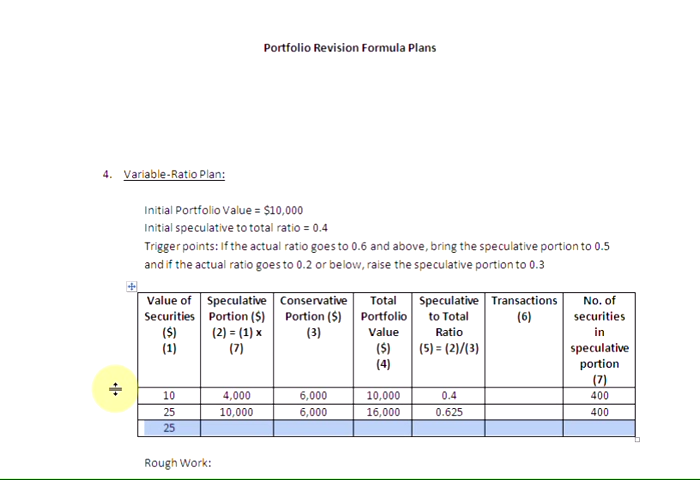 Portfolio Revision Formula Plans
4. Variable-Ratio Plan:
Initial Portfolio Value = $10,000
Initial speculative to total ratio = 0.4
Trigger points: If the actual ratio goes to 0.6 and above, bring the speculative portion to 0.5
and if the actual ratio goes to 0.2 or below, raise the speculative portion to 0.3
Value of Securities ($) (1) Speculative Portion ($) (2) = (1) x (7) Conservative Portion ($) (3) Total Portfolio Value ($) (4) Speculative to Total Ratio (5) = (2)/(3) Transactions (6) No. of securities in speculative portion (7)
10 4,000 6,000 10,000 0.4 400
25 10,000 6,000 16,000 0.625 400
25
Rough Work: